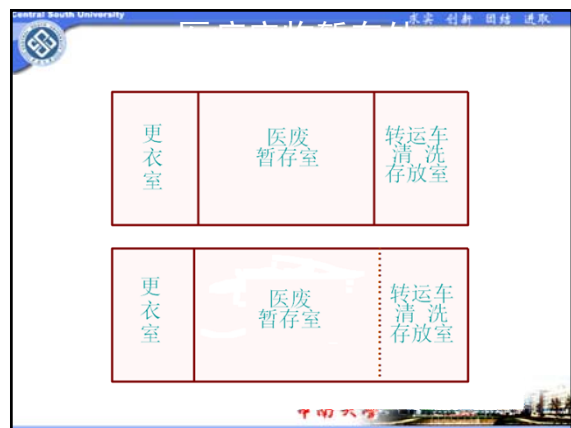 Central South University
求实 创新 团结 进取
更
衣
室
医废
暂存室
转运车
清 洗
存放室
更
衣
室
医废
暂存室
转运车
清 洗
存放室
中南大学